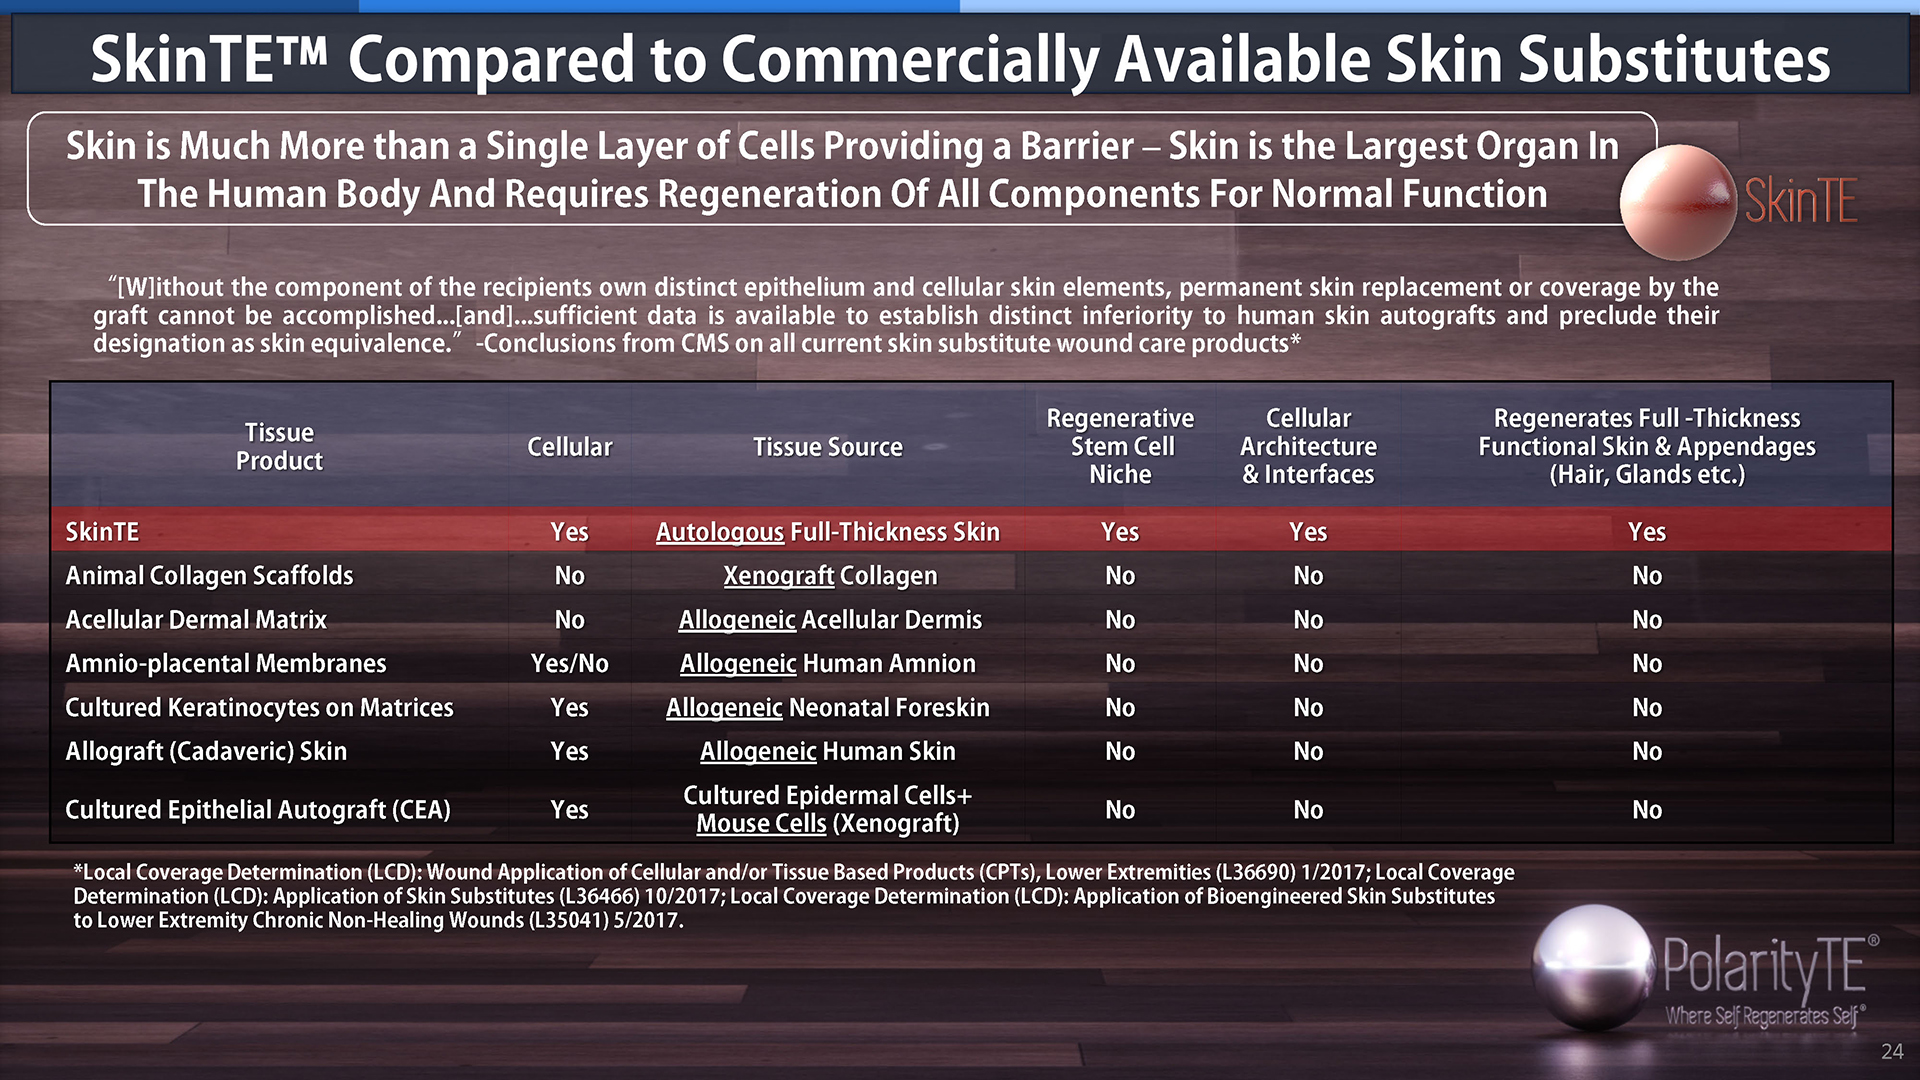 SkinTE™ Compared to Commercially Available Skin Substitutes
Skin is Much More than a Single Layer of Cells Providing a Barrier – Skin is the Largest Organ In
The Human Body And Requires Regeneration Of All Components For Normal Function
SkinTE
“[W]ithout the component of the recipients own distinct epithelium and cellular skin elements, permanent skin replacement or coverage by the
graft cannot be accomplished...[and]...sufficient data is available to establish distinct inferiority to human skin autografts and preclude their
designation as skin equivalence.” -Conclusions from CMS on all current skin substitute wound care products*
Tissue
Product
Cellular
Tissue Source
Regenerative
Stem Cell
Niche
Cellular
Architecture
& Interfaces
Regenerates Full -Thickness
Functional Skin & Appendages
(Hair, Glands etc.)
SkinTE Yes Autologous Full-Thickness Skin Yes Yes Yes
Animal Collagen Scaffolds No Xenograft Collagen No No No
Acellular Dermal Matrix No Allogeneic Acellular Dermis No No No
Amnio-placental Membranes Yes/No Allogeneic Human Amnion No No No
Cultured Keratinocytes on Matrices Yes Allogeneic Neonatal Foreskin No No No
Allograft (Cadaveric) Skin Yes Allogeneic Human Skin No No No
Cultured Epithelial Autograft (CEA) Yes Cultured Epidermal Cells+
Mouse Cells (Xenograft) No No No
*Local Coverage Determination (LCD): Wound Application of Cellular and/or Tissue Based Products (CPTs), Lower Extremities (L36690) 1/2017; Local Coverage
Determination (LCD): Application of Skin Substitutes (L36466) 10/2017; Local Coverage Determination (LCD): Application of Bioengineered Skin Substitutes
to Lower Extremity Chronic Non-Healing Wounds (L35041) 5/2017.
PolarityTE®
Where Self Regenerates Self®
24